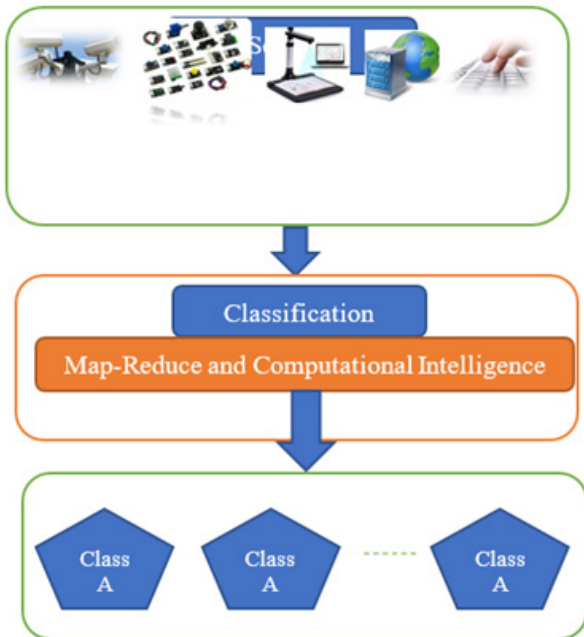 Classification
Map-Reduce and Computational Intelligence
Class
A
Class
A
Class
A